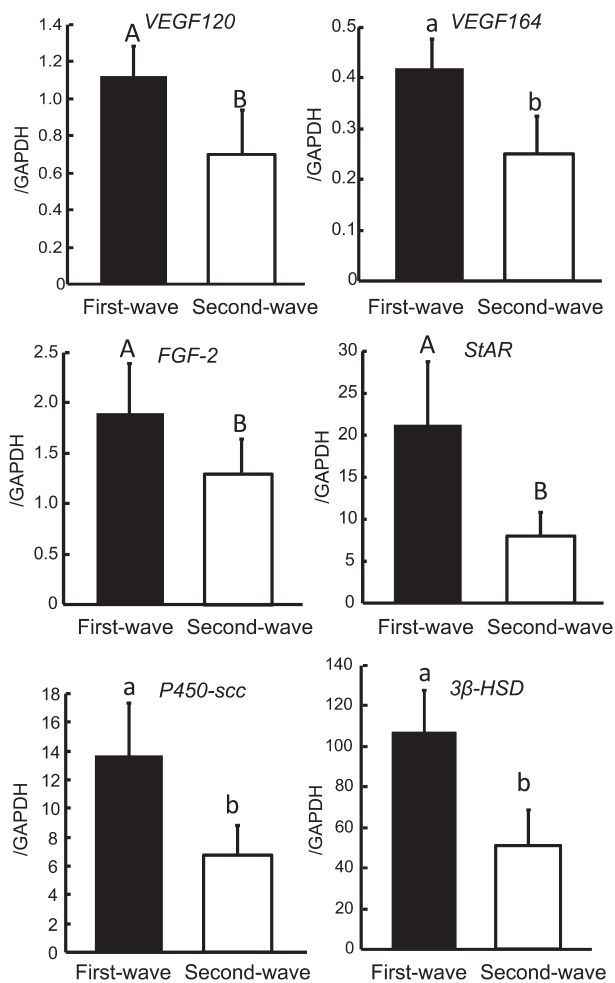 VEGF120
1.4
1.2
1.0
0.8
0.6
0.4
0.2
0
/GAPDH
A
B
First-wave Second-wave
VEGF164
0.5
0.4
0.3
0.2
0.1
0
/GAPDH
a
b
First-wave Second-wave
FGF-2
2.5
2.0
1.5
1.0
0.5
0
/GAPDH
A
B
First-wave Second-wave
StAR
30
25
20
15
10
5
0
/GAPDH
A
B
First-wave Second-wave
P450-scc
18
16
14
12
10
8
6
4
2
0
/GAPDH
a
b
First-wave Second-wave
3β-HSD
140
120
100
80
60
40
20
0
/GAPDH
a
b
First-wave Second-wave